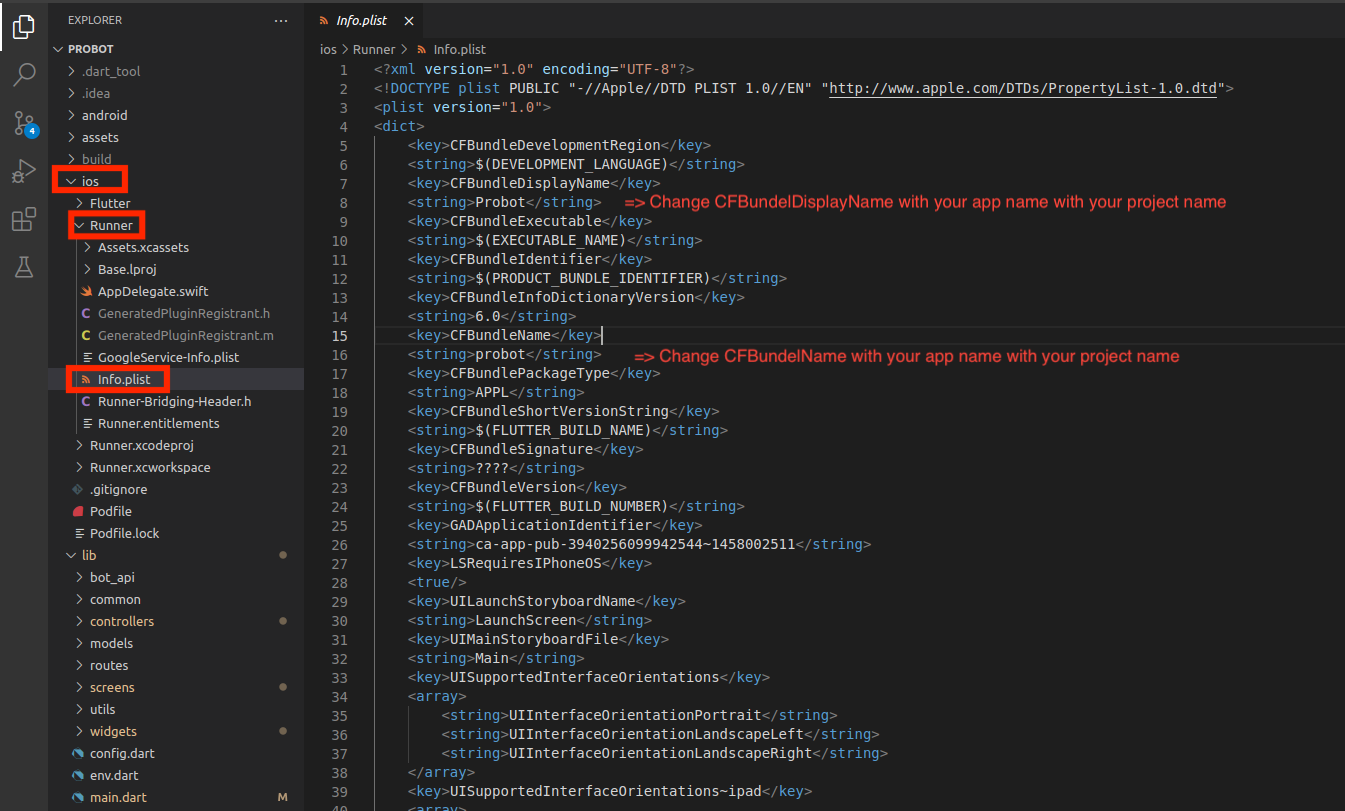 EXPLORER
PROBOT
.dart_tool
.idea
android
assets
build
ios
Flutter
Runner
Assets.xcassets
Base.lproj
AppDelegate.swift
C GeneratedPluginRegistrant.h
C GeneratedPluginRegistrant.m
GoogleService-Info.plist
Info.plist
C Runner-Bridging-Header.h
Runner.entitlements
Runner.xcodeproj
Runner.xcworkspace
.gitignore
Podfile
Podfile.lock
lib
bot_api
common
controllers
models
routes
screens
utils
widgets
config.dart
env.dart
main.dart M
4
Info.plist
ios > Runner > Info.plist
1 <?xml version="1.0" encoding="UTF-8"?>
2 <!DOCTYPE plist PUBLIC "-//Apple//DTD PLIST 1.0//EN" "http://www.apple.com/DTDs/PropertyList-1.0.dtd">
3 <plist version="1.0">
4 <dict>
5 <key>CFBundleDevelopmentRegion</key>
6 <string>$(DEVELOPMENT_LANGUAGE)</string>
7 <key>CFBundleDisplayName</key>
8 <string>Probot</string> => Change CFBundelDisplayName with your app name with your project name
9 <key>CFBundleExecutable</key>
10 <string>$(EXECUTABLE_NAME)</string>
11 <key>CFBundleIdentifier</key>
12 <string>$(PRODUCT_BUNDLE_IDENTIFIER)</string>
13 <key>CFBundleInfoDictionaryVersion</key>
14 <string>6.0</string>
15 <key>CFBundleName</key>
16 <string>probot</string> => Change CFBundelName with your app name with your project name
17 <key>CFBundlePackageType</key>
18 <string>APPL</string>
19 <key>CFBundleShortVersionString</key>
20 <string>$(FLUTTER_BUILD_NAME)</string>
21 <key>CFBundleSignature</key>
22 <string>????</string>
23 <key>CFBundleVersion</key>
24 <string>$(FLUTTER_BUILD_NUMBER)</string>
25 <key>GADApplicationIdentifier</key>
26 <string>ca-app-pub-3940256099942544~1458002511</string>
27 <key>LSRequiresIPhoneOS</key>
28 <true/>
29 <key>UILaunchStoryboardName</key>
30 <string>LaunchScreen</string>
31 <key>UIMainStoryboardFile</key>
32 <string>Main</string>
33 <key>UISupportedInterfaceOrientations</key>
34 <array>
35 <string>UIInterfaceOrientationPortrait</string>
36 <string>UIInterfaceOrientationLandscapeLeft</string>
37 <string>UIInterfaceOrientationLandscapeRight</string>
38 </array>
39 <key>UISupportedInterfaceOrientations~ipad</key>
40 <array>